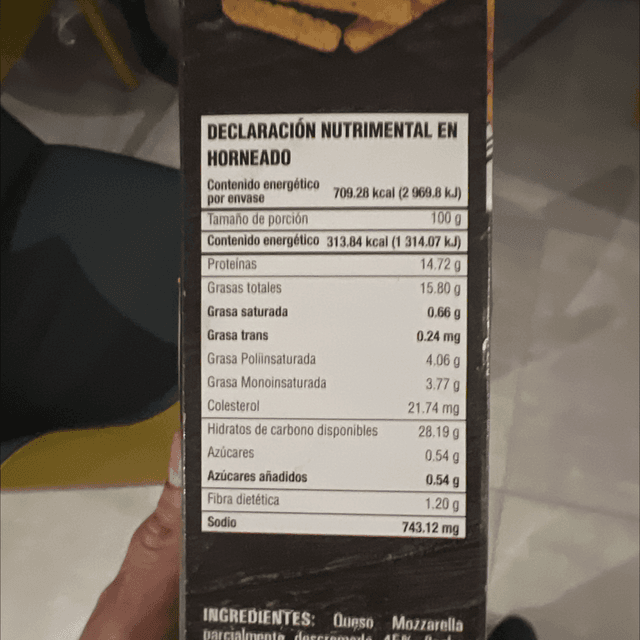 DECLARACIÓN NUTRIMENTAL EN
HORNEADO
Contenido energético
por envase 709.28 kcal (2 969.8 kJ)
Tamaño de porción 100 g
Contenido energético 313.84 kcal (1 314.07 kJ)
Proteínas 14.72 g
Grasas totales 15.80 g
Grasa saturada 0.66 g
Grasa trans 0.24 mg
Grasa Poliinsaturada 4.06 g
Grasa Monoinsaturada 3.77 g
Colesterol 21.74 mg
Hidratos de carbono disponibles 28.19 g
Azúcares 0.54 g
Azúcares añadidos 0.54 g
Fibra dietética 1.20 g
Sodio 743.12 mg
INGREDIENTES: Queso Mozzarella
parcialmente descremado 45%